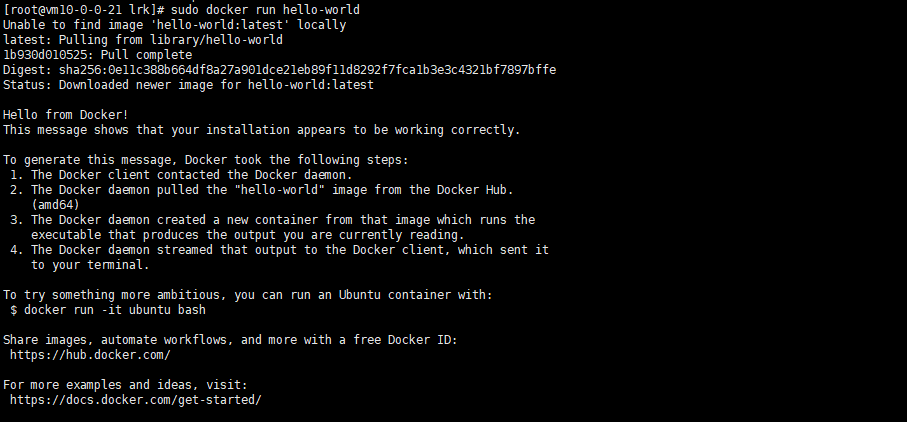 [root@vm10-0-0-21 lrk]# sudo docker run hello-world
Unable to find image 'hello-world:latest' locally
latest: Pulling from library/hello-world
1b930d010525: Pull complete
Digest: sha256:0e11c388b664df8a27a901dce21eb89f11d8292f7fca1b3e3c4321bf7897bffe
Status: Downloaded newer image for hello-world:latest

Hello from Docker!
This message shows that your installation appears to be working correctly.

To generate this message, Docker took the following steps:
 1. The Docker client contacted the Docker daemon.
 2. The Docker daemon pulled the "hello-world" image from the Docker Hub.
    (amd64)
 3. The Docker daemon created a new container from that image which runs the
    executable that produces the output you are currently reading.
 4. The Docker daemon streamed that output to the Docker client, which sent it
    to your terminal.

To try something more ambitious, you can run an Ubuntu container with:
 $ docker run -it ubuntu bash

Share images, automate workflows, and more with a free Docker ID:
 https://hub.docker.com/

For more examples and ideas, visit:
 https://docs.docker.com/get-started/